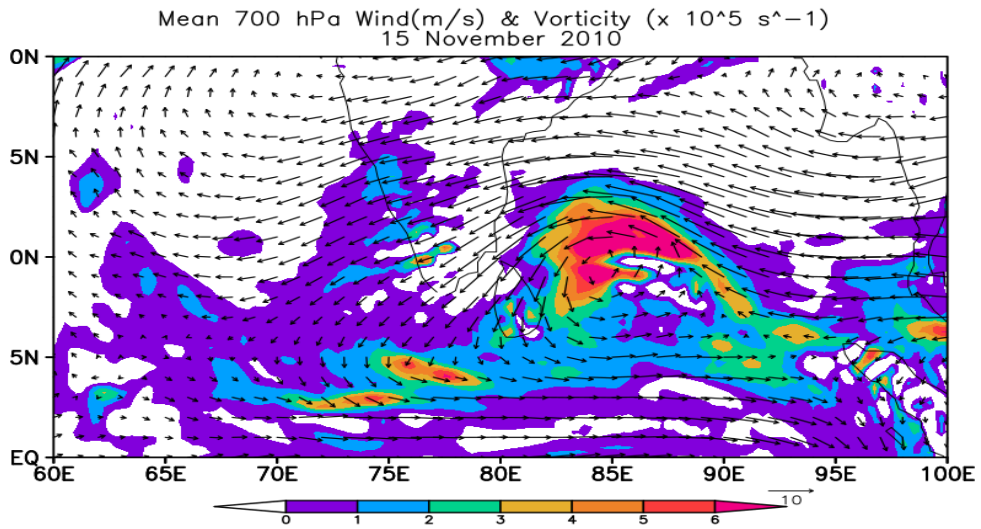 Mean 700 hPa Wind(m/s) & Vorticity (x 10^5 s^-1)
15 November 2010
0N
5N
0N
5N
EQ
60E 65E 70E 75E 80E 85E 90E 95E 100E
10
0 1 2 3 4 5 6